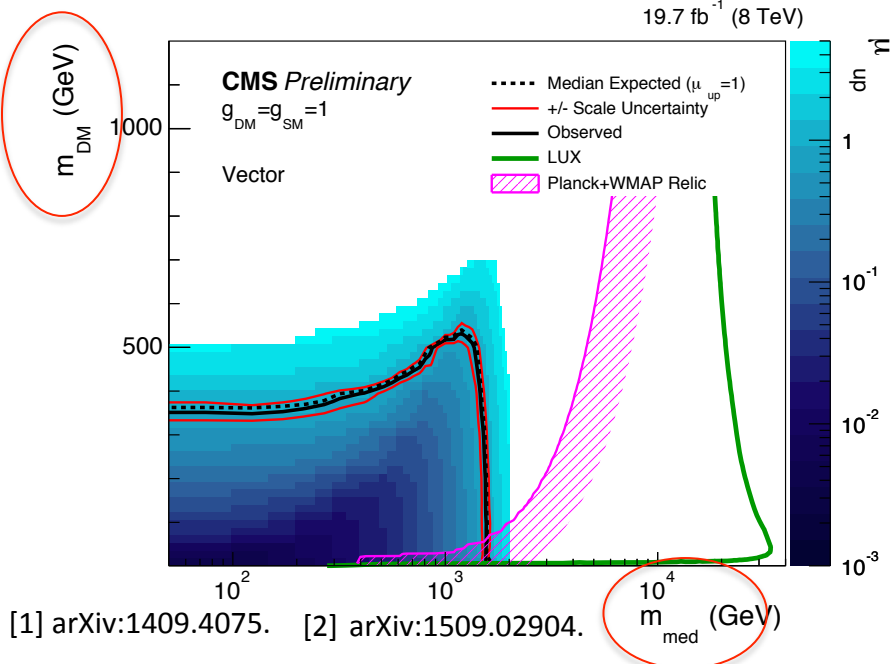 19.7 fb⁻¹ (8 TeV)
m_DM (GeV)
CMS Preliminary
g_DM=g_SM=1
Vector
Median Expected (μ_up=1)
+/- Scale Uncertainty
Observed
LUX
Planck+WMAP Relic
1000
500
10² 10³ 10⁴
m_med (GeV)
μ up
1
10⁻¹
10⁻²
10⁻³
[1] arXiv:1409.4075. [2] arXiv:1509.02904.